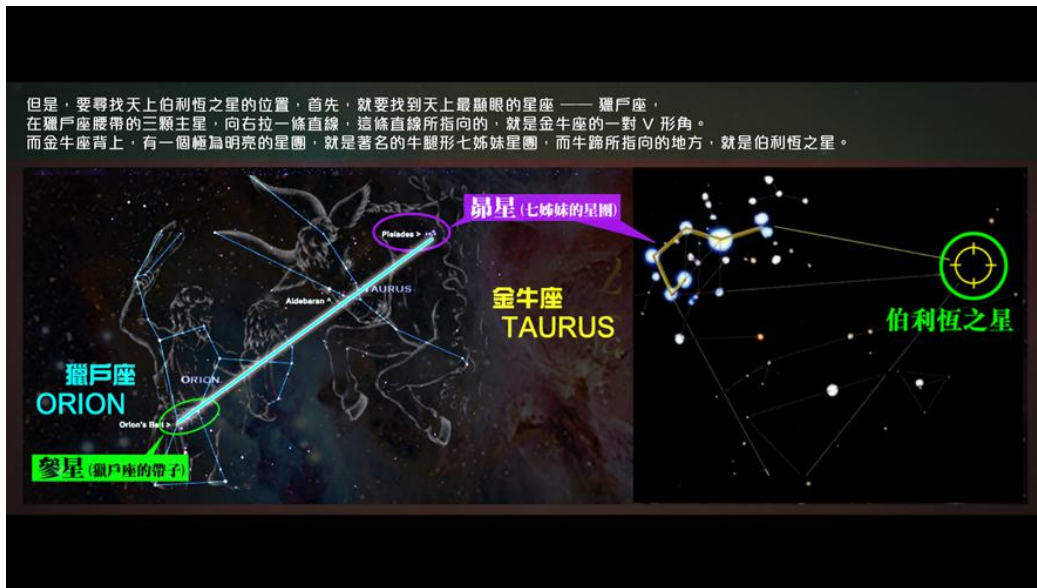 但是，要尋找天上伯利恆之星的位置，首先，就要找到天上最顯眼的星座 —— 獵戶座，
在獵戶座腰帶的三顆主星，向右拉一條直線，這條直線所指向的，就是金牛座的一對 V 形角。
而金牛座背上，有一個極為明亮的星團，就是著名的牛腿形七姊妹星團，而牛蹄所指向的地方，就是伯利恆之星。
昴星 (七姊妹的星團)
Pleiades >
TAURUS
Aldebaran ^
金牛座
TAURUS
伯利恆之星
獵戶座
ORION
ORION
Orion's Belt >
參星 (獵戶座的帶子)